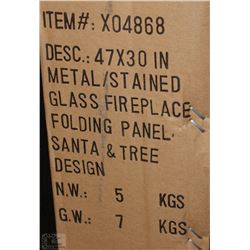 ITEM#: X04868
DESC.: 47X30 IN
METAL/STAINED
GLASS FIREPLACE
FOLDING PANEL,
SANTA & TREE
DESIGN
N.W.: 5 KGS
G.W.: 7 KGS